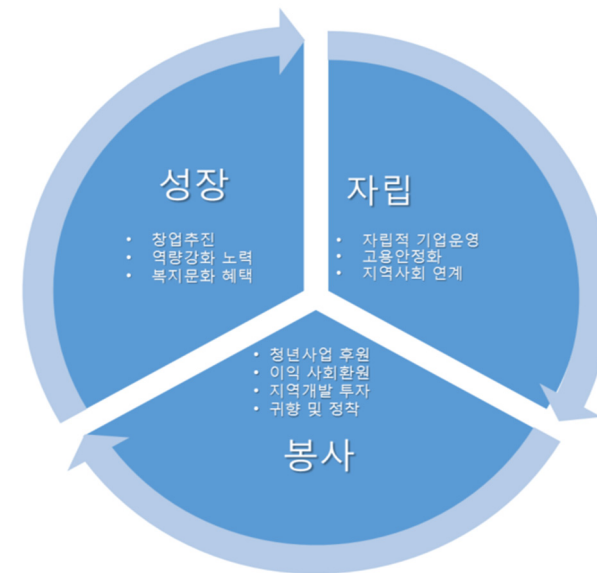 성장
• 창업추진
• 역량강화 노력
• 복지문화 혜택
자립
• 자립적 기업운영
• 고용안정화
• 지역사회 연계
• 청년사업 후원
• 이익 사회환원
• 지역개발 투자
• 귀향 및 정착
봉사